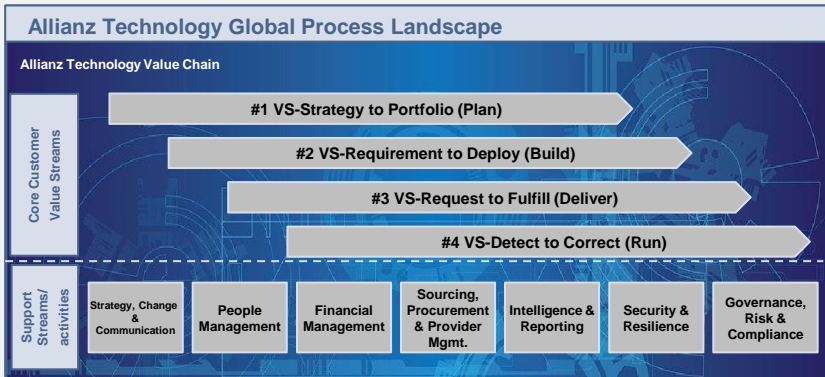 Allianz Technology Global Process Landscape
Allianz Technology Value Chain
Core Customer
Value Streams
#1 VS-Strategy to Portfolio (Plan)
#2 VS-Requirement to Deploy (Build)
#3 VS-Request to Fulfill (Deliver)
#4 VS-Detect to Correct (Run)
Support
Streams/
activities
Strategy, Change
&
Communication
People
Management
Financial
Management
Sourcing,
Procurement
& Provider
Mgmt.
Intelligence &
Reporting
Security &
Resilience
Governance,
Risk &
Compliance